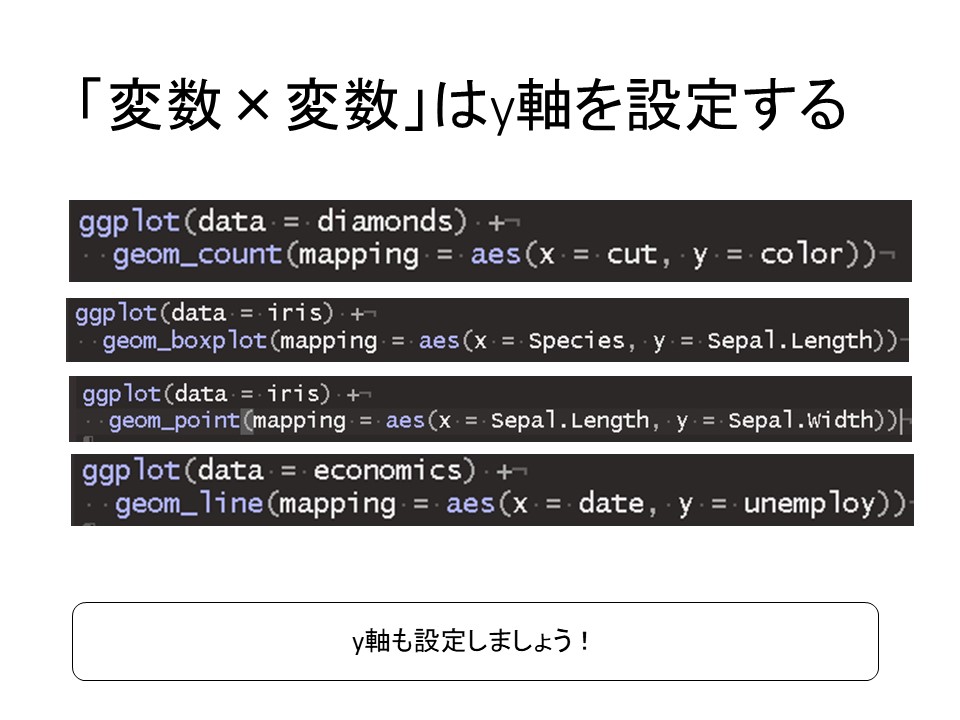 「変数×変数」はy軸を設定する
ggplot(data = diamonds) +
geom_count(mapping = aes(x = cut, y = color))
ggplot(data = iris) +
geom_boxplot(mapping = aes(x = Species, y = Sepal.Length))
ggplot(data = iris) +
geom_point(mapping = aes(x = Sepal.Length, y = Sepal.Width))
ggplot(data = economics) +
geom_line(mapping = aes(x = date, y = unemploy))
y軸も設定しましょう！